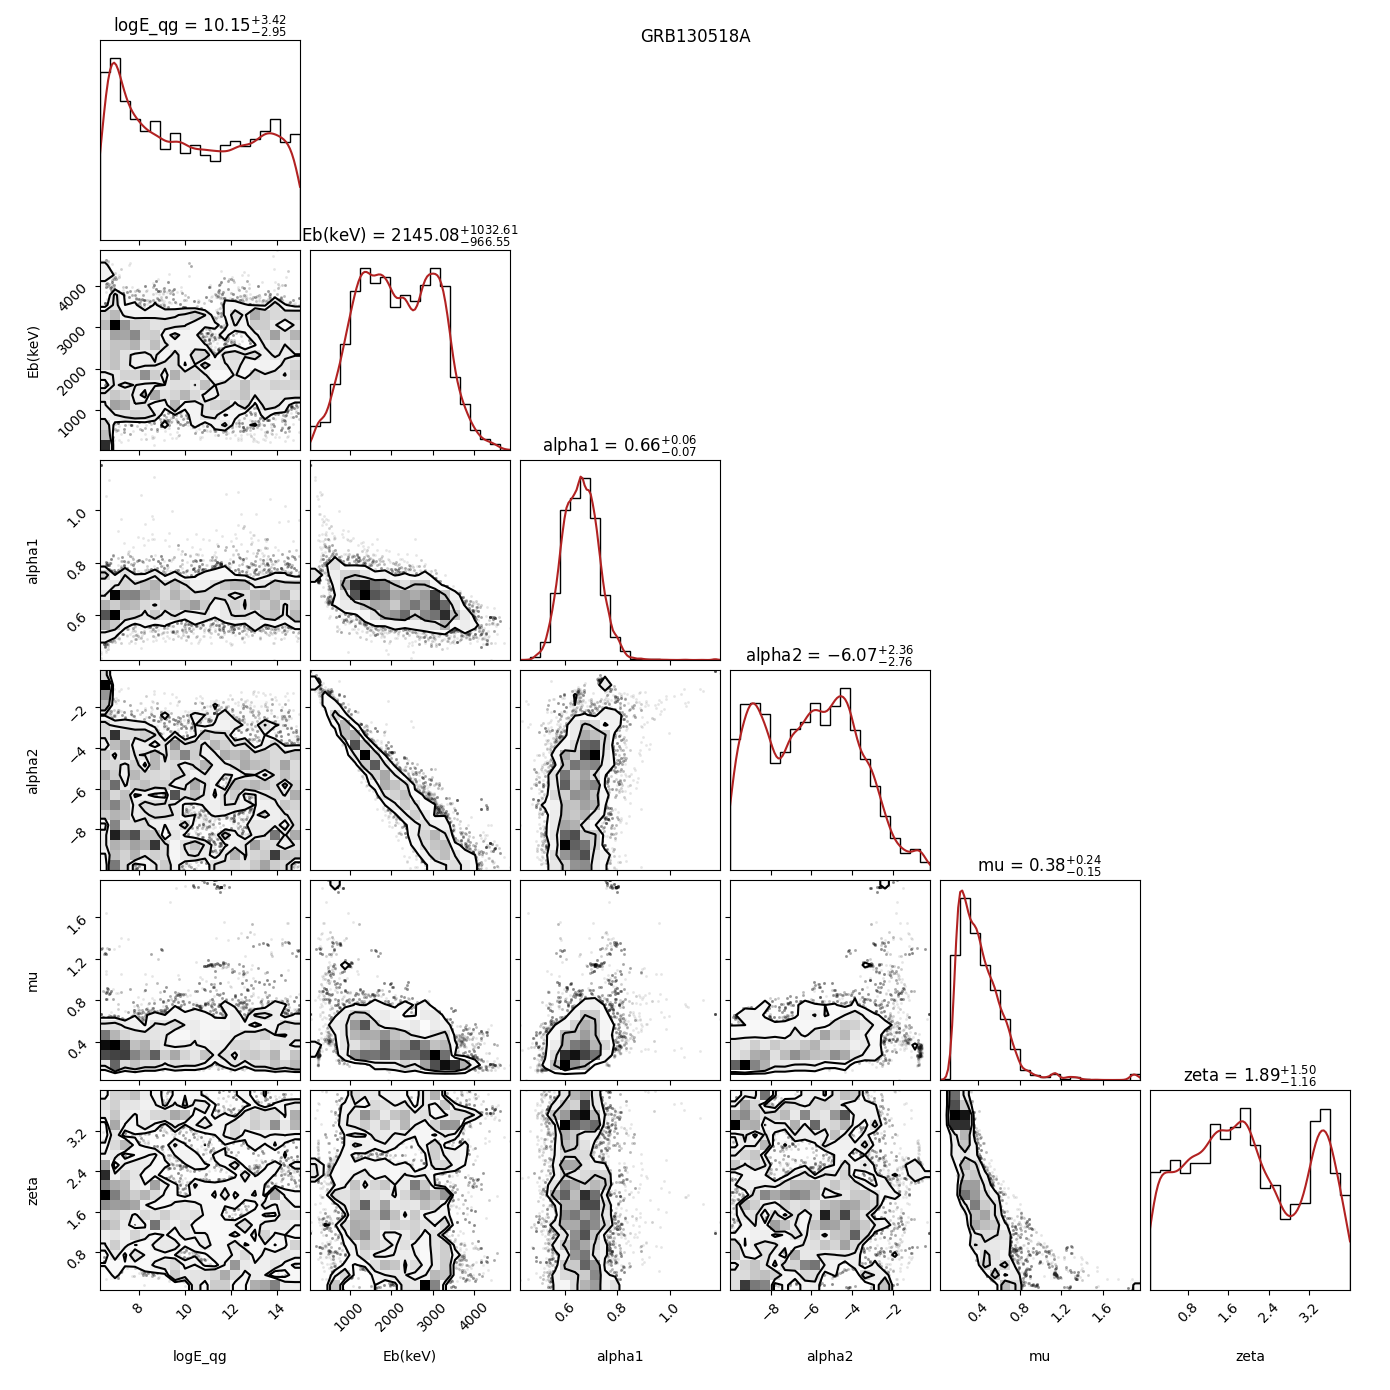 GRB130518A
logE_qg = 10.15+3.42−2.95
Eb(keV) = 2145.08+1032.61−966.55
Eb(keV)
4000
3000
2000
1000
alpha1 = 0.66+0.06−0.07
alpha1
1.0
0.8
0.6
alpha2 = −6.07+2.36−2.76
alpha2
−2
−4
−6
−8
mu = 0.38+0.24−0.15
mu
1.6
1.2
0.8
0.4
zeta = 1.89+1.50−1.16
zeta
3.2
2.4
1.6
0.8
8 10 12 14 1000 2000 3000 4000 0.6 0.8 1.0 −8 −6 −4 −2 0.4 0.8 1.2 1.6 0.8 1.6 2.4 3.2
logE_qg Eb(keV) alpha1 alpha2 mu zeta